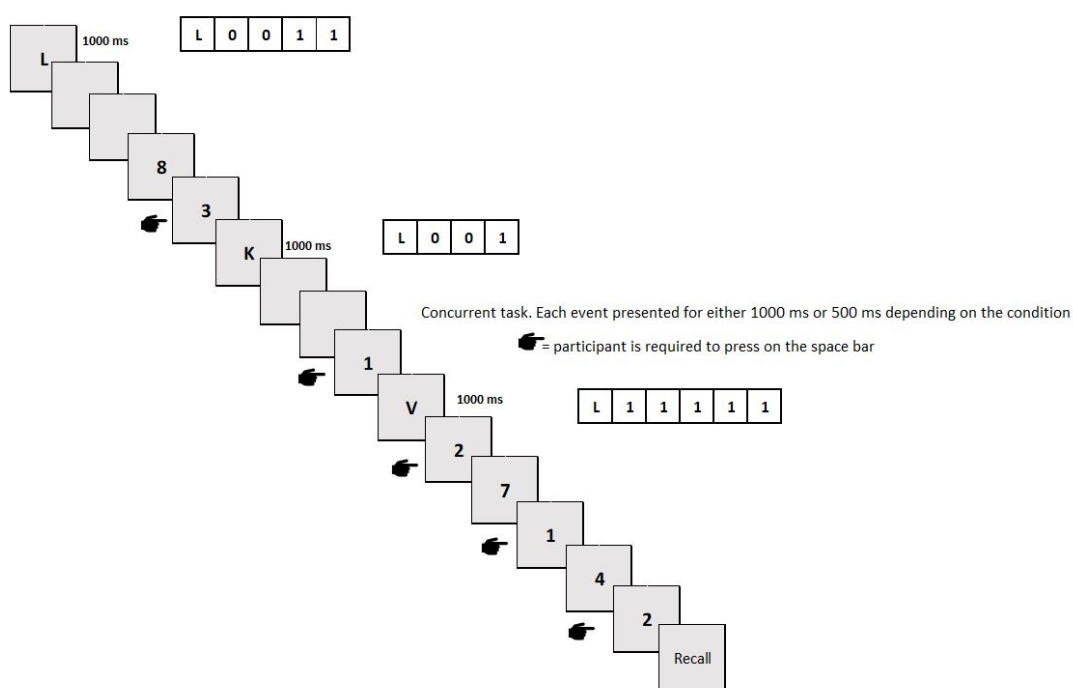 L
1000 ms
L 0 0 1 1
8
3
K
1000 ms
L 0 0 1
Concurrent task. Each event presented for either 1000 ms or 500 ms depending on the condition
= participant is required to press on the space bar
1
V
1000 ms
L 1 1 1 1 1
2
7
1
4
2
Recall